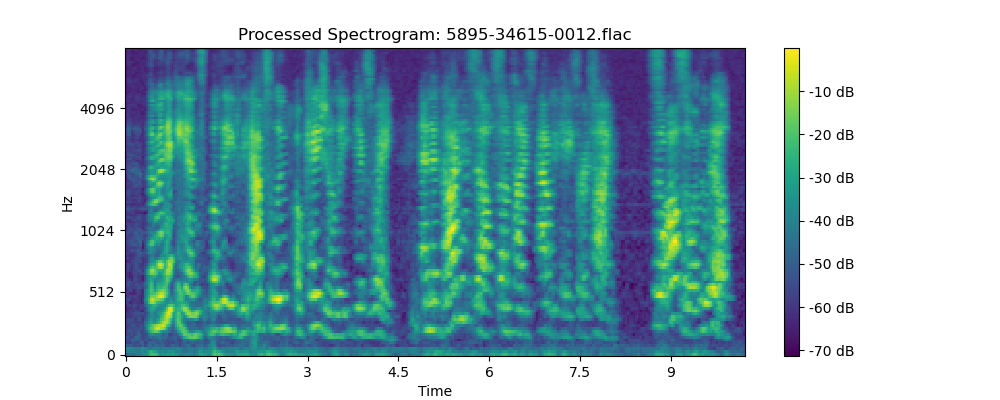 Processed Spectrogram: 5895-34615-0012.flac
Hz
4096
2048
1024
512
0
0 1.5 3 4.5 6 7.5 9
Time
-10 dB
-20 dB
-30 dB
-40 dB
-50 dB
-60 dB
-70 dB